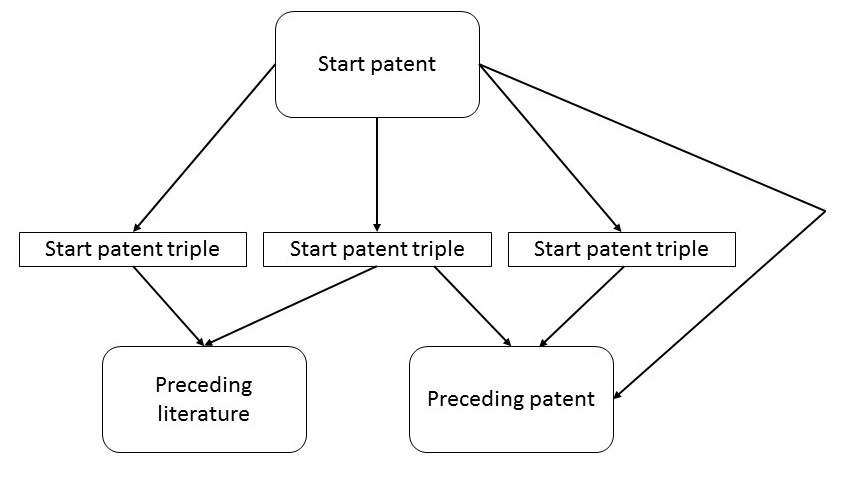 Start patent
Start patent triple
Start patent triple
Start patent triple
Preceding
literature
Preceding patent